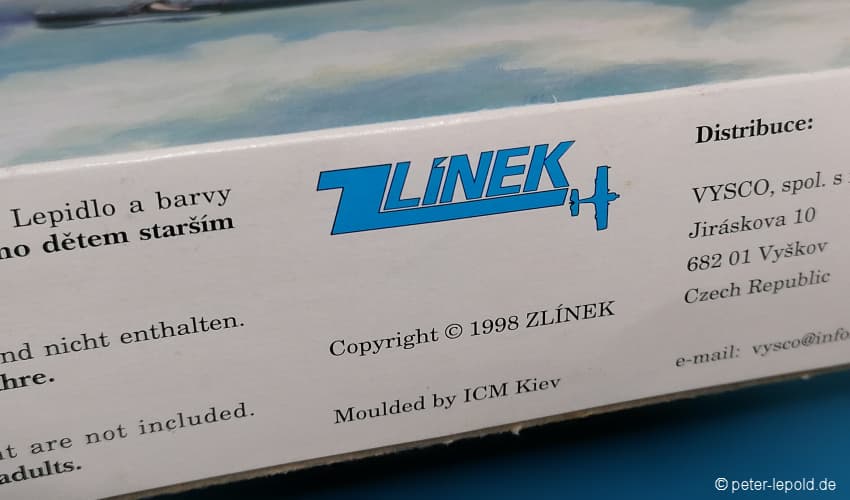 Lepidlo a barvy
ho dětem starším
nd nicht enthalten.
hre.
t are not included.
adults.
ZLÍNEK
Copyright © 1998 ZLÍNEK
Moulded by ICM Kiev
Distribuce:
VYSCO, spol. s
Jiráskova 10
682 01 Vyškov
Czech Republic
e-mail: vysco@info
© peter-lepold.de